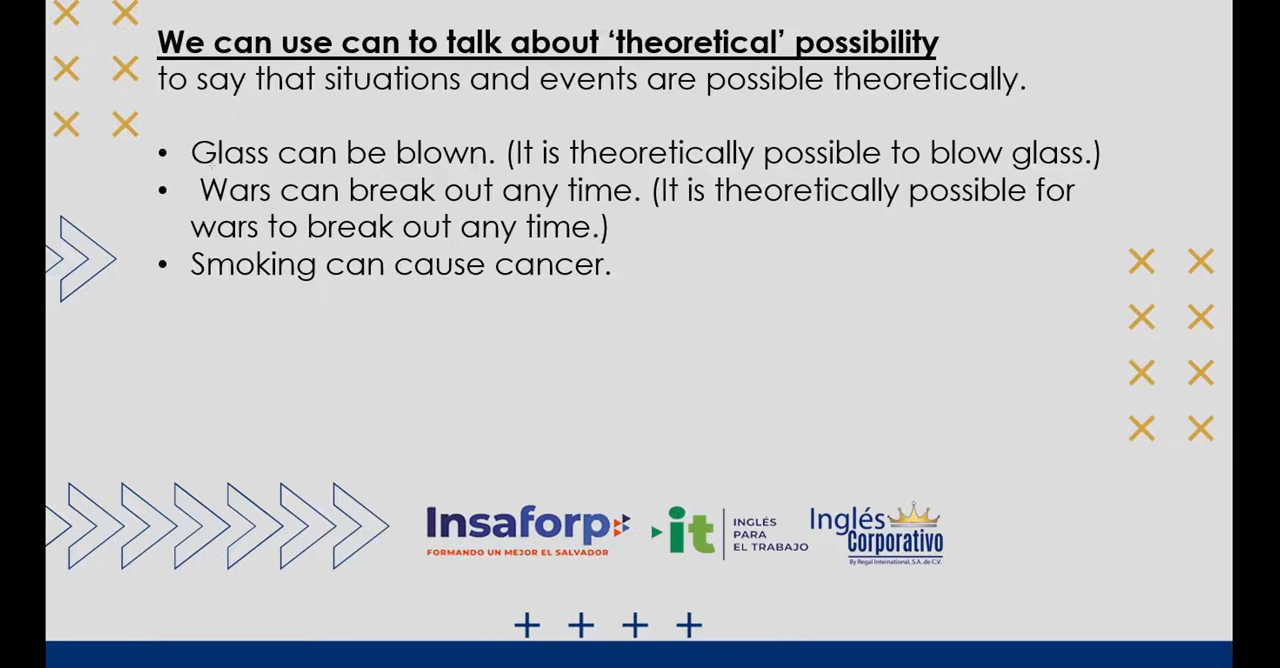 We can use can to talk about ‘theoretical’ possibility
to say that situations and events are possible theoretically.
• Glass can be blown. (It is theoretically possible to blow glass.)
• Wars can break out any time. (It is theoretically possible for
wars to break out any time.)
• Smoking can cause cancer.
Insaforp
FORMANDO UN MEJOR EL SALVADOR
it
INGLÉS
PARA
EL TRABAJO
Inglés
Corporativo
By Regal International, S.A. de C.V.